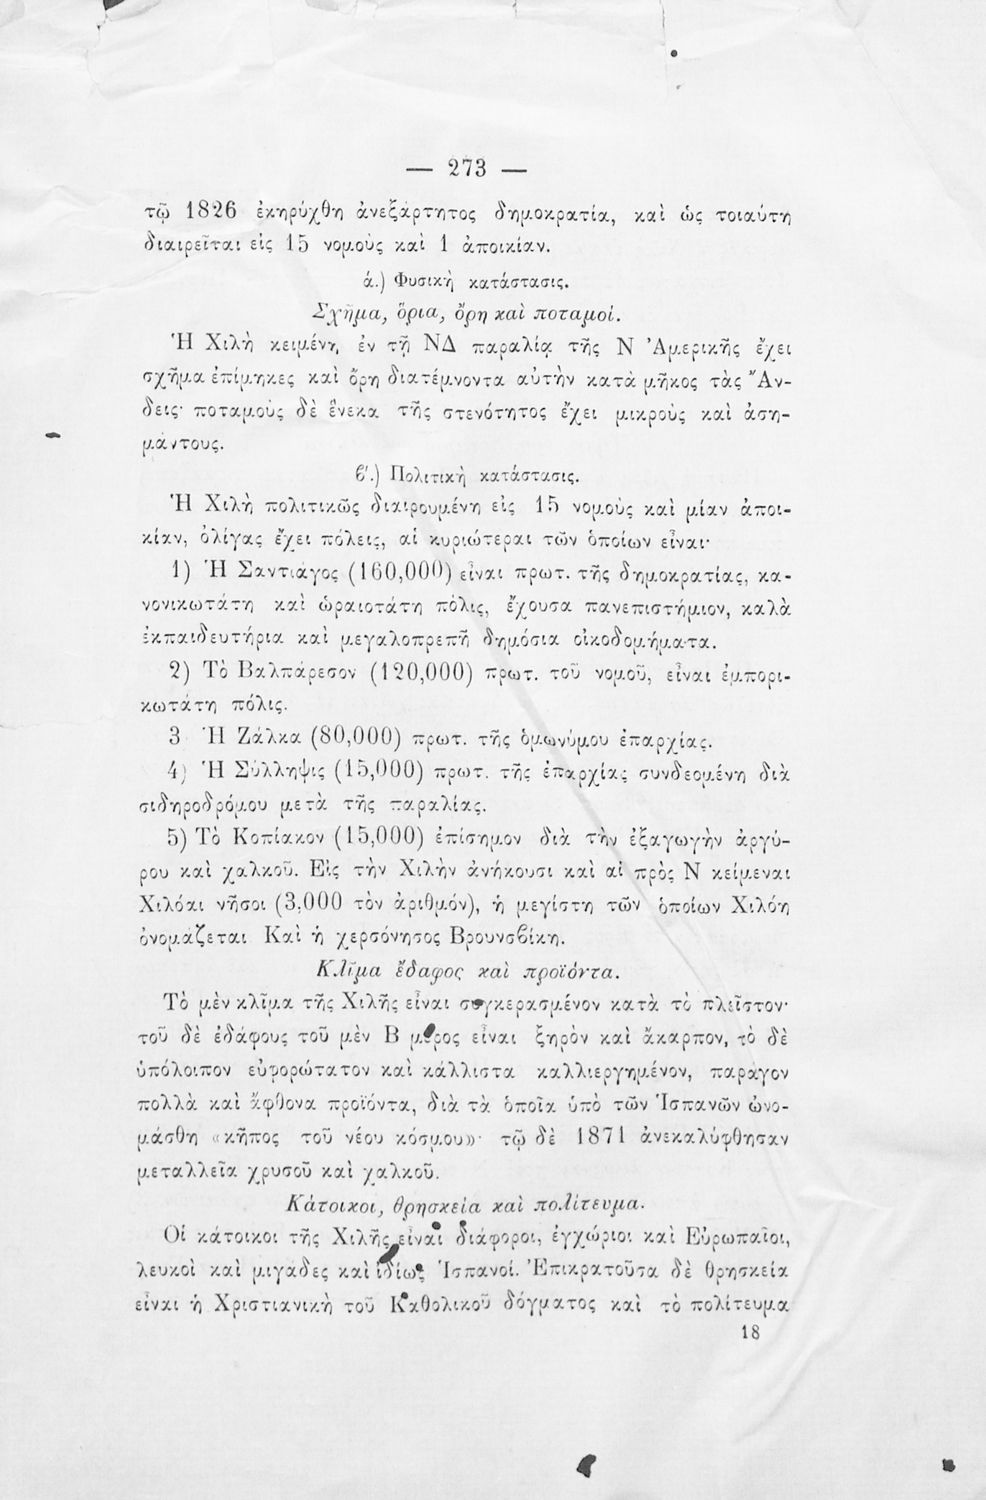 — 273 —
τῷ 1826 ἐκηρύχθη ἀνεξάρτητος δημοκρατία, καὶ ὡς τοιαύτη
διαιρεῖται εἰς 15 νομοὺς καὶ 1 ἀποικίαν.
ά.) Φυσικὴ κατάστασις.
Σχῆμα, ὅρια, ὄρη καὶ ποταμοί.
Ἡ Χιλὴ κειμένη ἐν τῇ ΝΔ παραλίᾳ τῆς Ν Ἀμερικῆς ἔχει
σχῆμα ἐπίμηκες καὶ ὄρη διατέμνοντα αὐτὴν κατὰ μῆκος τὰς Ἄν-
δεις· ποταμοὺς δὲ ἕνεκα τῆς στενότητος ἔχει μικροὺς καὶ ἀση-
μάντους.
ϐ'.) Πολιτικὴ κατάστασις.
Ἡ Χιλὴ πολιτικῶς διαιρουμένη εἰς 15 νομοὺς καὶ μίαν ἀποι-
κίαν, ὀλίγας ἔχει πόλεις, αἱ κυριώτεραι τῶν ὁποίων εἶναι·
1) Ἡ Σαντιάγος (160,000) εἶναι πρωτ. τῆς δημοκρατίας, κα-
νονικωτάτη καὶ ὡραιοτάτη πόλις, ἔχουσα πανεπιστήμιον, καλὰ
ἐκπαιδευτήρια καὶ μεγαλοπρεπῆ δημόσια οἰκοδομήματα.
2) Τὸ Βαλπάρεσον (120,000) πρωτ. τοῦ νομοῦ, εἶναι ἐμπορι-
κωτάτη πόλις.
3 Ἡ Ζάλκα (80,000) πρωτ. τῆς ὁμωνύμου ἐπαρχίας.
4) Ἡ Σύλληψις (15,000) πρωτ. τῆς ἐπαρχίας συνδεομένη διὰ
σιδηροδρόμου μετὰ τῆς παραλίας.
5) Τὸ Κοπίακον (15,000) ἐπίσημον διὰ τὴν ἐξαγωγὴν ἀργύ-
ρου καὶ χαλκοῦ. Εἰς τὴν Χιλὴν ἀνήκουσι καὶ αἱ πρὸς Ν κείμεναι
Χιλόαι νῆσοι (3,000 τὸν ἀριθμόν), ἡ μεγίστη τῶν ὁποίων Χιλόη
ὀνομάζεται Καὶ ἡ χερσόνησος Βρουνσϐίκη.
Κλῖμα ἔδαφος καὶ προϊόντα.
Τὸ μὲν κλῖμα τῆς Χιλῆς εἶναι συγκερασμένον κατὰ τὸ πλεῖστον·
τοῦ δὲ ἐδάφους τοῦ μὲν Β μέρος εἶναι ξηρὸν καὶ ἄκαρπον, τὸ δὲ
ὑπόλοιπον εὐφορώτατον καὶ κάλλιστα καλλιεργημένον, παράγον
πολλὰ καὶ ἄφθονα προϊόντα, διὰ τὰ ὁποῖα ὑπὸ τῶν Ἱσπανῶν ὠνο-
μάσθη «κῆπος τοῦ νέου κόσμου»· τῷ δὲ 1871 ἀνεκαλύφθησαν
μεταλλεῖα χρυσοῦ καὶ χαλκοῦ.
Κάτοικοι, θρησκεία καὶ πολίτευμα.
Οἱ κάτοικοι τῆς Χιλῆς εἶναι διάφοροι, ἐγχώριοι καὶ Εὐρωπαῖοι,
λευκοὶ καὶ μιγάδες καὶ ἰδίως Ἱσπανοί. Ἐπικρατοῦσα δὲ θρησκεία
εἶναι ἡ Χριστιανικὴ τοῦ Καθολικοῦ δόγματος καὶ τὸ πολίτευμα
18